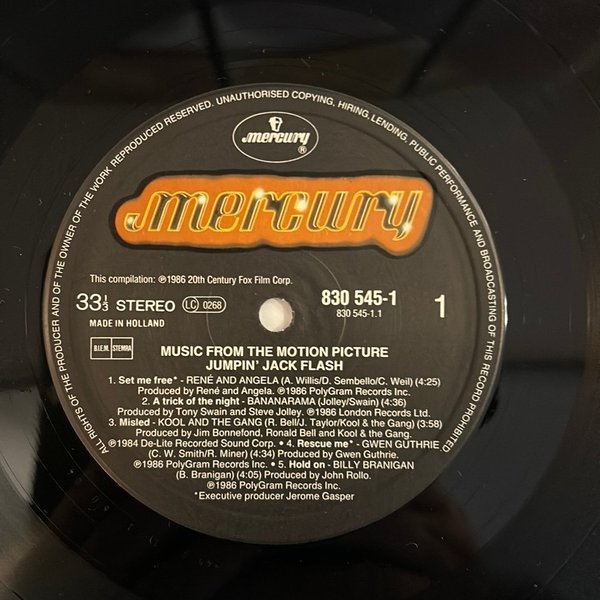 ALL RIGHTS OF THE PRODUCER AND OF THE OWNER OF THE WORK REPRODUCED RESERVED. UNAUTHORISED COPYING, HIRING, LENDING, PUBLIC PERFORMANCE AND BROADCASTING OF THIS RECORD PROHIBITED
mercury ®
mercury
This compilation: ℗1986 20th Century Fox Film Corp.
33 1/3 STEREO LC 0268 830 545-1 1
830 545-1.1
MADE IN HOLLAND
B.I.E.M. STEMRA
MUSIC FROM THE MOTION PICTURE
JUMPIN' JACK FLASH
1. Set me free* - RENÉ AND ANGELA (A. Willis/D. Sembello/C. Weil) (4:25)
Produced by René and Angela. ℗1986 PolyGram Records Inc.
2. A trick of the night - BANANARAMA (Jolley/Swain) (4:36)
Produced by Tony Swain and Steve Jolley. ℗1986 London Records Ltd.
3. Misled - KOOL AND THE GANG (R. Bell/J. Taylor/Kool & the gang) (3:58)
Produced by Jim Bonnefond, Ronald Bell and Kool & the Gang.
℗1984 De-Lite Recorded Sound Corp. • 4. Rescue me* - GWEN GUTHRIE
(C. W. Smith/R. Miner) (4:34) Produced by Gwen Guthrie.
℗1986 PolyGram Records Inc. • 5. Hold on - BILLY BRANIGAN
(B. Branigan) (4:05) Produced by John Rollo.
℗1986 PolyGram Records Inc.
*Executive producer Jerome Gasper